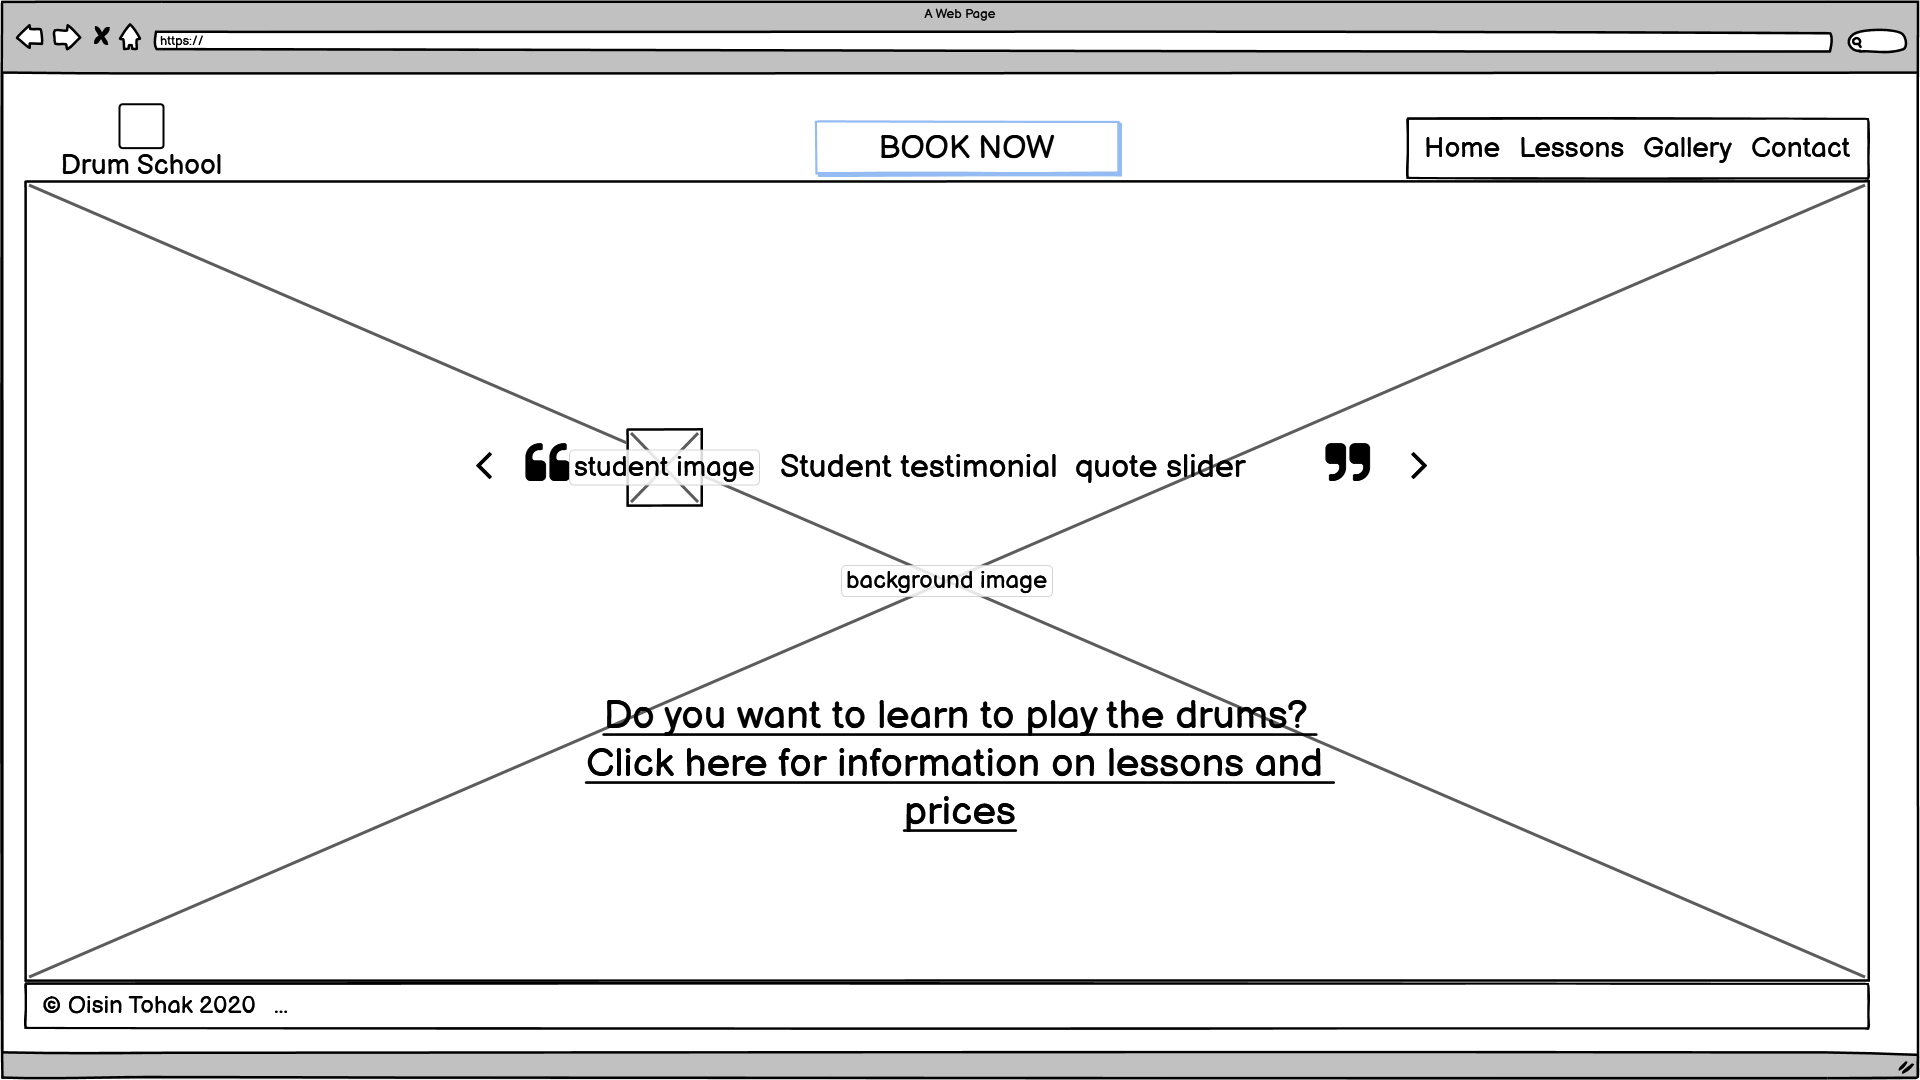 A Web Page
https://
Drum School
BOOK NOW
Home Lessons Gallery Contact
student image
Student testimonial quote slider
background image
Do you want to learn to play the drums?
Click here for information on lessons and
prices
© Oisin Tohak 2020 ...